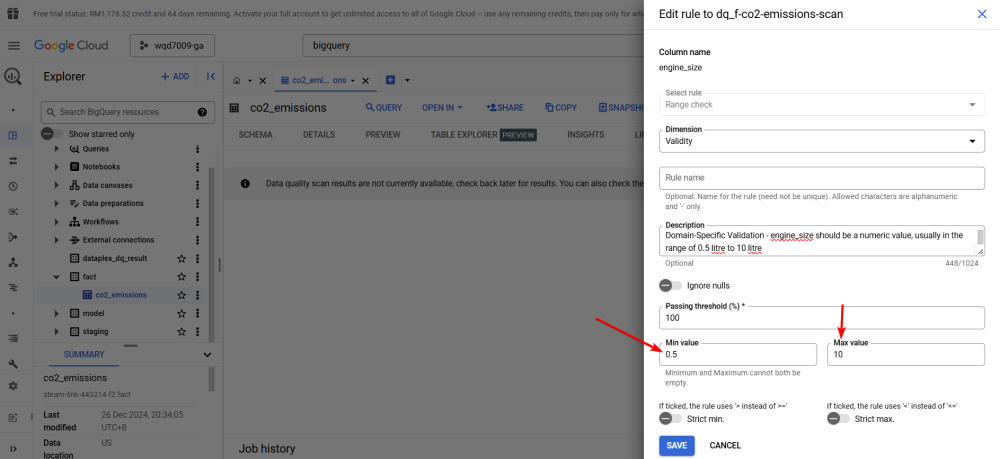 Free trial status: RM1,176.52 credit and 64 days remaining. Activate your full account to get unlimited access to all of Google Cloud – use any remaining credits, then pay only for wha
Google Cloud
wqd7009-ga
bigquery
Explorer
+ ADD
co2_emi... ons
Search BigQuery resources
Show starred only
Queries
Notebooks
Data canvases
Data preparations
Workflows
External connections
dataplex_dq_result
fact
co2_emissions
model
staging
SUMMARY
co2_emissions
steam-link-443214-f2.fact
Last modified
26 Dec 2024, 20:34:05 UTC+8
Data location
US
co2_emissions
QUERY
OPEN IN
SHARE
COPY
SNAPSHO
SCHEMA
DETAILS
PREVIEW
TABLE EXPLORER PREVIEW
INSIGHTS
LI
Data quality scan results are not currently available, check back later for results. You can also check the
Job history
Edit rule to dq_f-co2-emissions-scan
Column name
engine_size
Select rule
Range check
Dimension
Validity
Rule name
Optional: Name for the rule (need not be unique). Allowed characters are alphanumeric
and '-' only.
Description
Domain-Specific Validation - engine_size should be a numeric value, usually in the
range of 0.5 litre to 10 litre
Optional
448/1024
Ignore nulls
Passing threshold (%) *
100
Min value
0.5
Max value
10
Minimum and Maximum cannot both be
empty.
If ticked, the rule uses '> instead of >='
Strict min.
If ticked, the rule uses '<' instead of '<='
Strict max.
SAVE
CANCEL